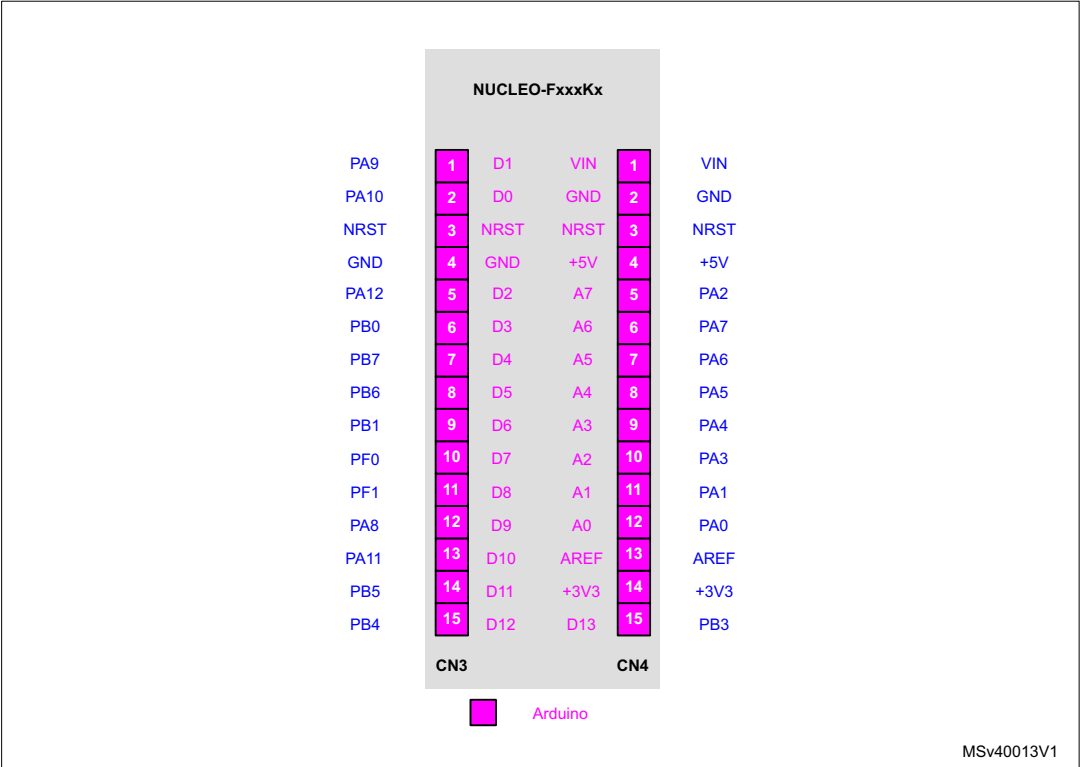 NUCLEO-FxxxKx
PA9 1 D1 VIN 1 VIN
PA10 2 D0 GND 2 GND
NRST 3 NRST NRST 3 NRST
GND 4 GND +5V 4 +5V
PA12 5 D2 A7 5 PA2
PB0 6 D3 A6 6 PA7
PB7 7 D4 A5 7 PA6
PB6 8 D5 A4 8 PA5
PB1 9 D6 A3 9 PA4
PF0 10 D7 A2 10 PA3
PF1 11 D8 A1 11 PA1
PA8 12 D9 A0 12 PA0
PA11 13 D10 AREF 13 AREF
PB5 14 D11 +3V3 14 +3V3
PB4 15 D12 D13 15 PB3
CN3 CN4
Arduino
MSv40013V1